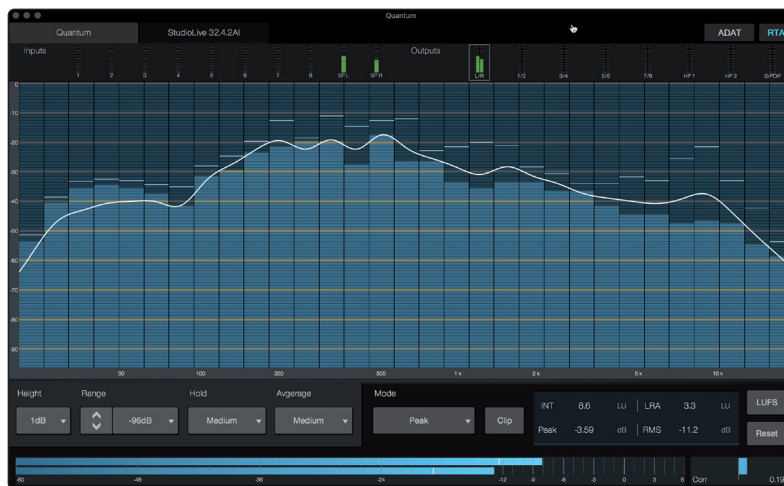 Quantum
Quantum StudioLive 32.4.2AI ADAT RTA
Inputs Outputs
1 2 3 4 5 6 7 8 SP L SP R L/R 1/2 3/4 5/6 7/8 HP 1 HP 2 S/PDIF
0
-10
-20
-30
-40
-50
-60
-70
-80
-90
50 100 200 500 1 k 2 k 5 k 10 k
Height Range Hold Avgerage Mode
1dB -96dB Medium Medium Peak Clip
INT 8.6 LU LRA 3.3 LU LUFS
Peak -3.59 dB RMS -11.2 dB Reset
-60 -48 -36 -24 -12 -9 -6 -3 0 3 6 Corr